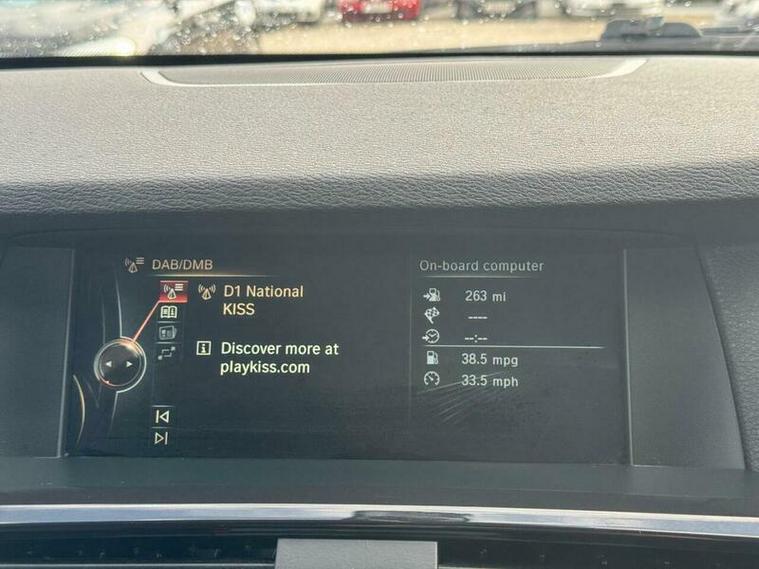 DAB/DMB
D1 National
KISS
Discover more at
playkiss.com
On-board computer
263 mi
----
--:--
38.5 mpg
33.5 mph